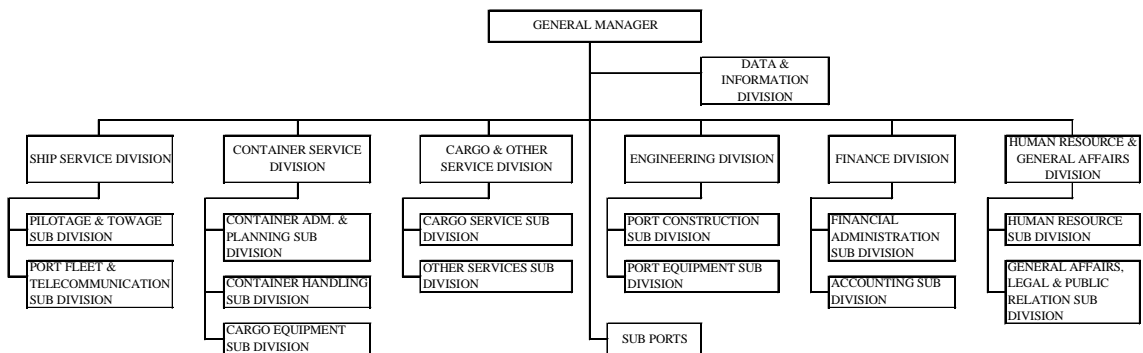 GENERAL MANAGER
DATA &
INFORMATION
DIVISION
SHIP SERVICE DIVISION
CONTAINER SERVICE
DIVISION
CARGO & OTHER
SERVICE DIVISION
ENGINEERING DIVISION
FINANCE DIVISION
HUMAN RESOURCE &
GENERAL AFFAIRS
DIVISION
PILOTAGE & TOWAGE
SUB DIVISION
CONTAINER ADM. &
PLANNING SUB
DIVISION
CARGO SERVICE SUB
DIVISION
PORT CONSTRUCTION
SUB DIVISION
FINANCIAL
ADMINISTRATION
SUB DIVISION
HUMAN RESOURCE
SUB DIVISION
PORT FLEET &
TELECOMMUNICATION
SUB DIVISION
CONTAINER HANDLING
SUB DIVISION
OTHER SERVICES SUB
DIVISION
PORT EQUIPMENT SUB
DIVISION
ACCOUNTING SUB
DIVISION
GENERAL AFFAIRS,
LEGAL & PUBLIC
RELATION SUB
DIVISION
CARGO EQUIPMENT
SUB DIVISION
SUB PORTS